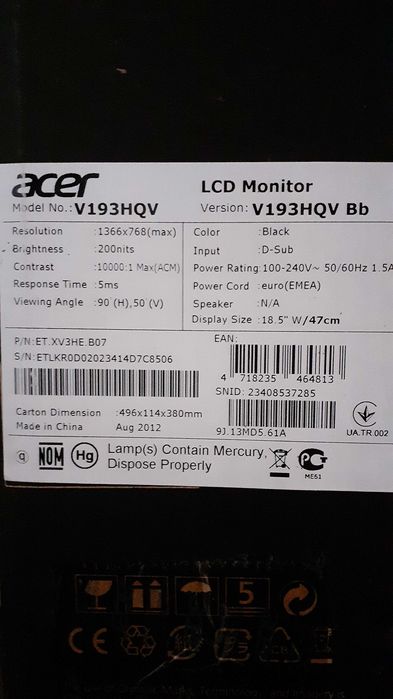 acer
LCD Monitor
Model No.:V193HQV
Version: V193HQV Bb
Resolution :1366x768(max)
Brightness :200nits
Contrast :10000:1 Max(ACM)
Response Time :5ms
Viewing Angle :90 (H),50 (V)
Color :Black
Input :D-Sub
Power Rating:100-240V~ 50/60Hz 1.5A
Power Cord :euro(EMEA)
Speaker :N/A
Display Size :18.5" W/47cm
P/N:ET.XV3HE.B07
S/N:ETLKR0D02023414D7C8506
EAN:
4 718235 464813
SNID: 23408537285
Carton Dimension :496x114x380mm
Made in China Aug 2012
9J.13MD5.61A
UA.TR.002
q NOM Hg Lamp(s) Contain Mercury,
Dispose Properly
ME61
5
CE